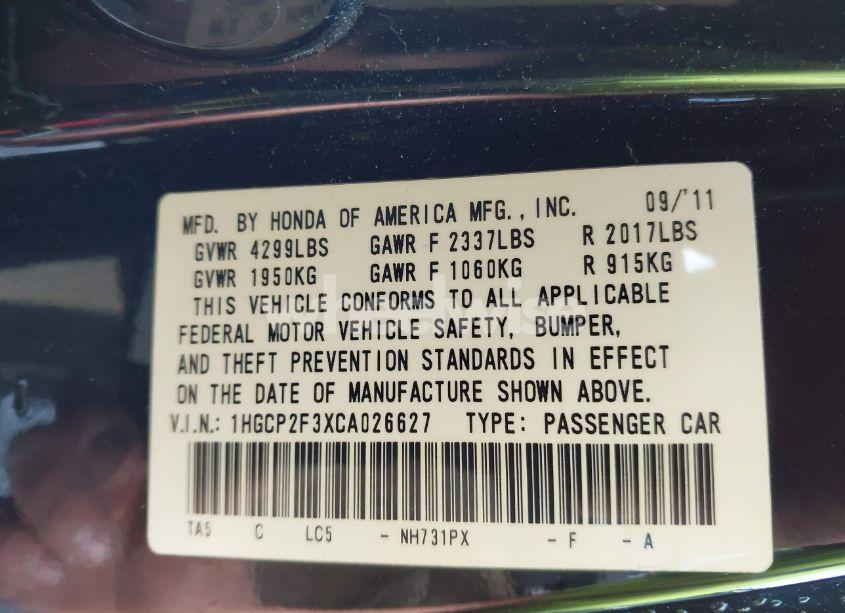 MFD. BY HONDA OF AMERICA MFG., INC. 09/'11
GVWR 4299LBS GAWR F 2337LBS R 2017LBS
GVWR 1950KG GAWR F 1060KG R 915KG
THIS VEHICLE CONFORMS TO ALL APPLICABLE
FEDERAL MOTOR VEHICLE SAFETY, BUMPER,
AND THEFT PREVENTION STANDARDS IN EFFECT
ON THE DATE OF MANUFACTURE SHOWN ABOVE.
V.I.N.: 1HGCP2F3XCA026627 TYPE: PASSENGER CAR
TA5 C LC5 - NH731PX - F - A